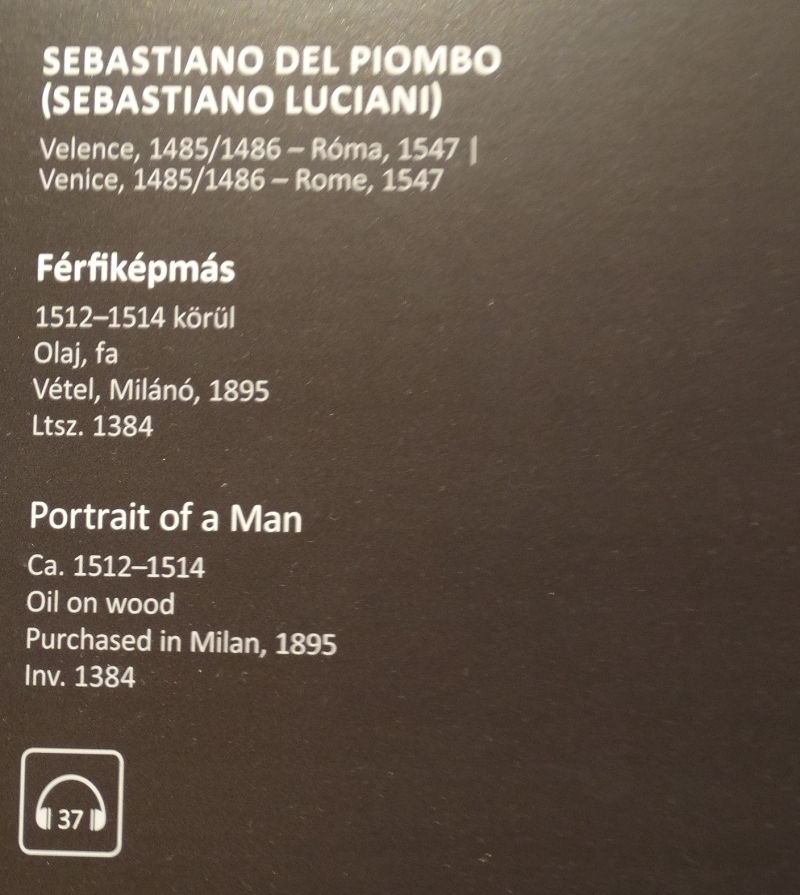 SEBASTIANO DEL PIOMBO
(SEBASTIANO LUCIANI)
Velence, 1485/1486 – Róma, 1547 |
Venice, 1485/1486 – Rome, 1547
Férfiképmás
1512–1514 körül
Olaj, fa
Vétel, Milánó, 1895
Ltsz. 1384
Portrait of a Man
Ca. 1512–1514
Oil on wood
Purchased in Milan, 1895
Inv. 1384
37